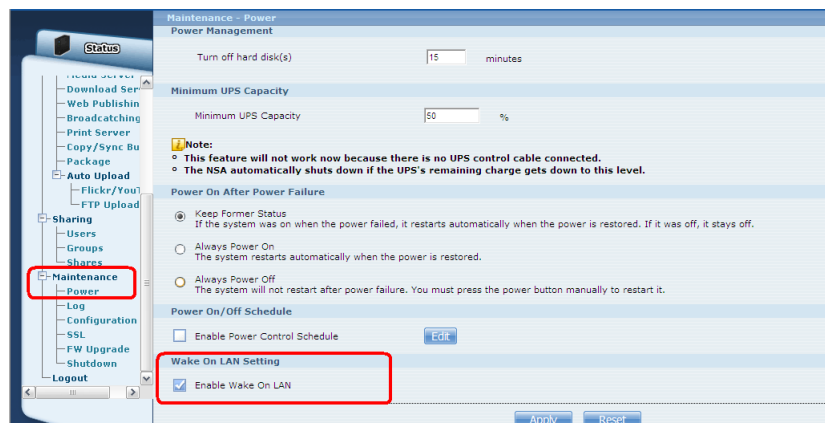 Status
Download Ser
Web Publishin
Broadcatching
Print Server
Copy/Sync Bu
Package
Auto Upload
Flickr/You
FTP Upload
Sharing
Users
Groups
Shares
Maintenance
Power
Log
Configuration
SSL
FW Upgrade
Shutdown
Logout
Maintenance - Power
Power Management
Turn off hard disk(s) 15 minutes
Minimum UPS Capacity
Minimum UPS Capacity 50 %
Note:
° This feature will not work now because there is no UPS control cable connected.
° The NSA automatically shuts down if the UPS's remaining charge gets down to this level.
Power On After Power Failure
Keep Former Status
If the system was on when the power failed, it restarts automatically when the power is restored. If it was off, it stays off.
Always Power On
The system restarts automatically when the power is restored.
Always Power Off
The system will not restart after power failure. You must press the power button manually to restart it.
Power On/Off Schedule
Enable Power Control Schedule Edit
Wake On LAN Setting
Enable Wake On LAN
Apply Reset